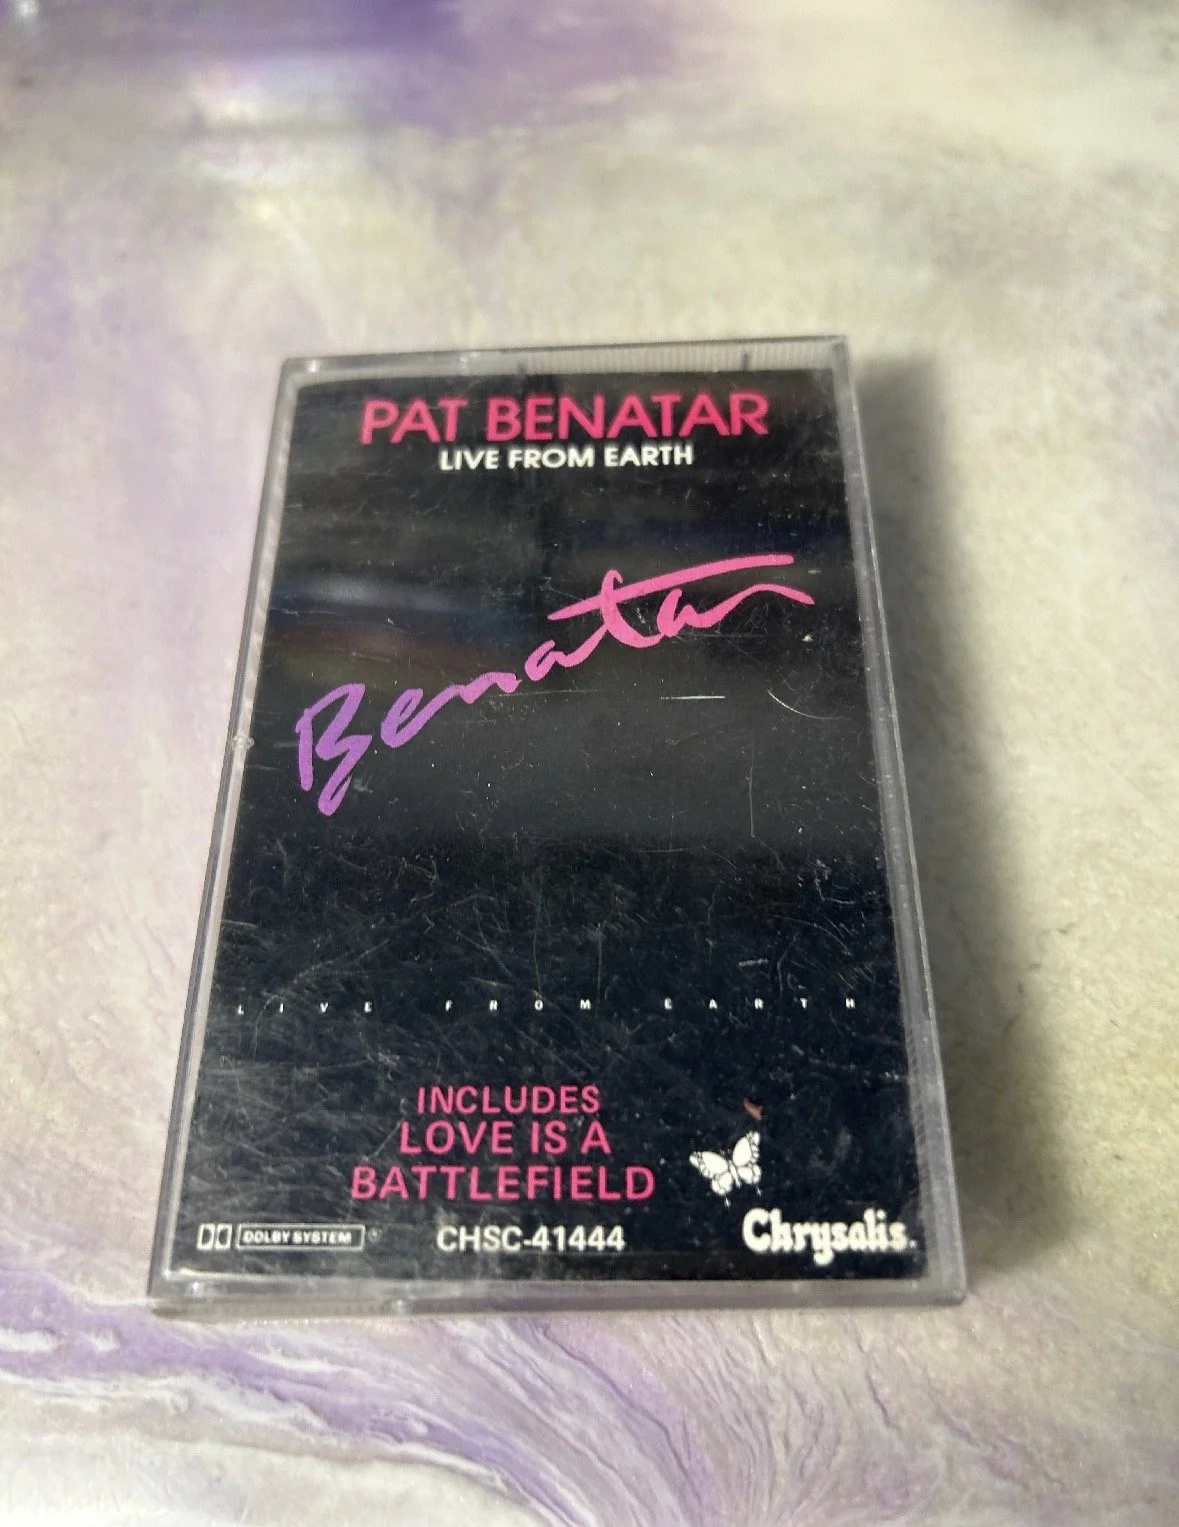 PAT BENATAR
LIVE FROM EARTH
Benatar
LIVE FROM EARTH
INCLUDES
LOVE IS A
BATTLEFIELD
DOLBY SYSTEM ®
CHSC-41444
Chrysalis.